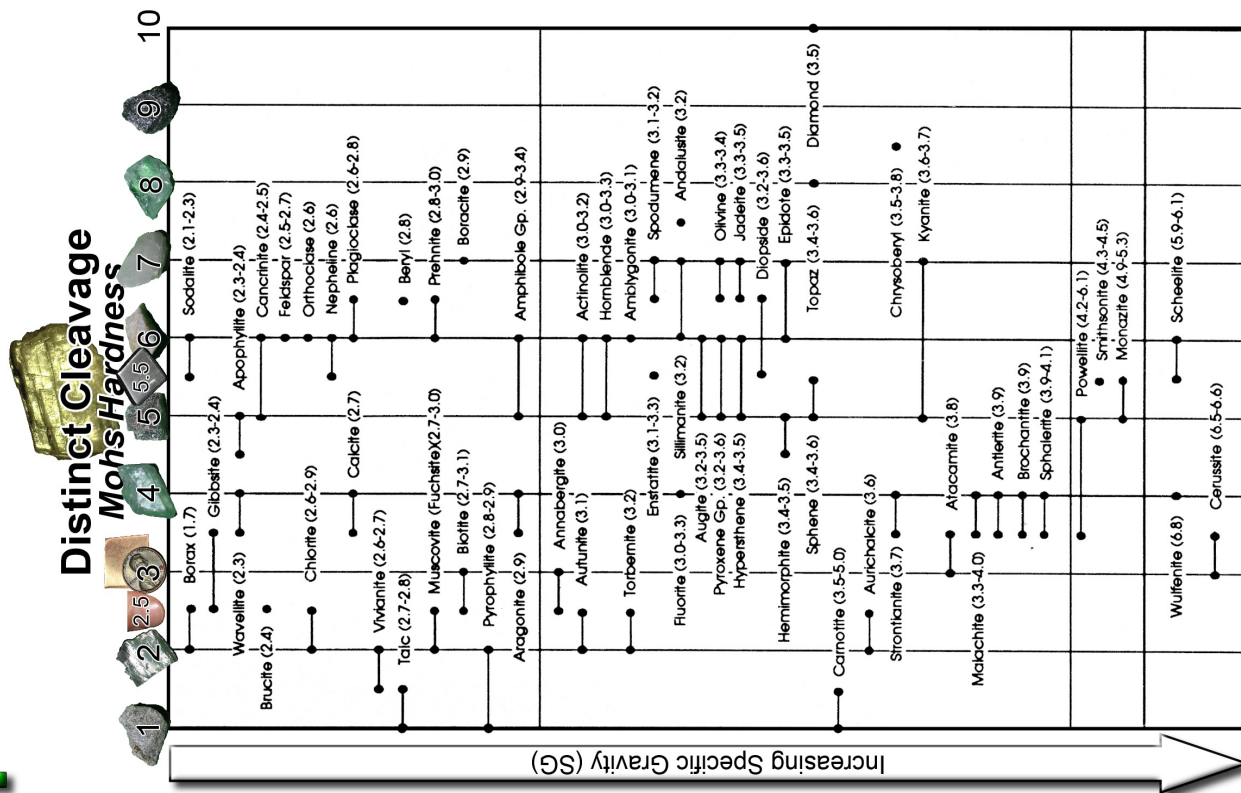 Distinct Cleavage
Mohs Hardness
1
2
2.5
3
4
5
5.5
6
7
8
9
10
Borax (1.7)
Sodalite (2.1-2.3)
Gibbsite (2.3-2.4)
Wavellite (2.3)
Apophyllite (2.3-2.4)
Brucite (2.4)
Cancrinite (2.4-2.5)
Feldspar (2.5-2.7)
Chlorite (2.6-2.9)
Orthoclase (2.6)
Nepheline (2.6)
Calcite (2.7)
Plagioclase (2.6-2.8)
Vivianite (2.6-2.7)
Talc (2.7-2.8)
Beryl (2.8)
Muscovite (Fuchsite)(2.7-3.0)
Prehnite (2.8-3.0)
Biotite (2.7-3.1)
Boracite (2.9)
Pyrophyllite (2.8-2.9)
Aragonite (2.9)
Amphibole Gp. (2.9-3.4)
Annabergite (3.0)
Autunite (3.1)
Actinolite (3.0-3.2)
Hornblende (3.0-3.3)
Torbernite (3.2)
Amblygonite (3.0-3.1)
Enstatite (3.1-3.3)
Spodumene (3.1-3.2)
Fluorite (3.0-3.3)
Sillimanite (3.2)
Andalusite (3.2)
Augite (3.2-3.5)
Pyroxene Gp. (3.2-3.6)
Olivine (3.3-3.4)
Hypersthene (3.4-3.5)
Jadeite (3.3-3.5)
Diopside (3.2-3.6)
Hemimorphite (3.4-3.5)
Epidote (3.3-3.5)
Sphene (3.4-3.6)
Topaz (3.4-3.6)
Diamond (3.5)
Carnotite (3.5-5.0)
Aurichalcite (3.6)
Strontianite (3.7)
Chrysoberyl (3.5-3.8)
Kyanite (3.6-3.7)
Atacamite (3.8)
Malachite (3.3-4.0)
Antlerite (3.9)
Brochantite (3.9)
Sphalerite (3.9-4.1)
Powellite (4.2-6.1)
Smithsonite (4.3-4.5)
Monazite (4.9-5.3)
Wulfenite (6.8)
Scheelite (5.9-6.1)
Cerussite (6.5-6.6)
Increasing Specific Gravity (SG)